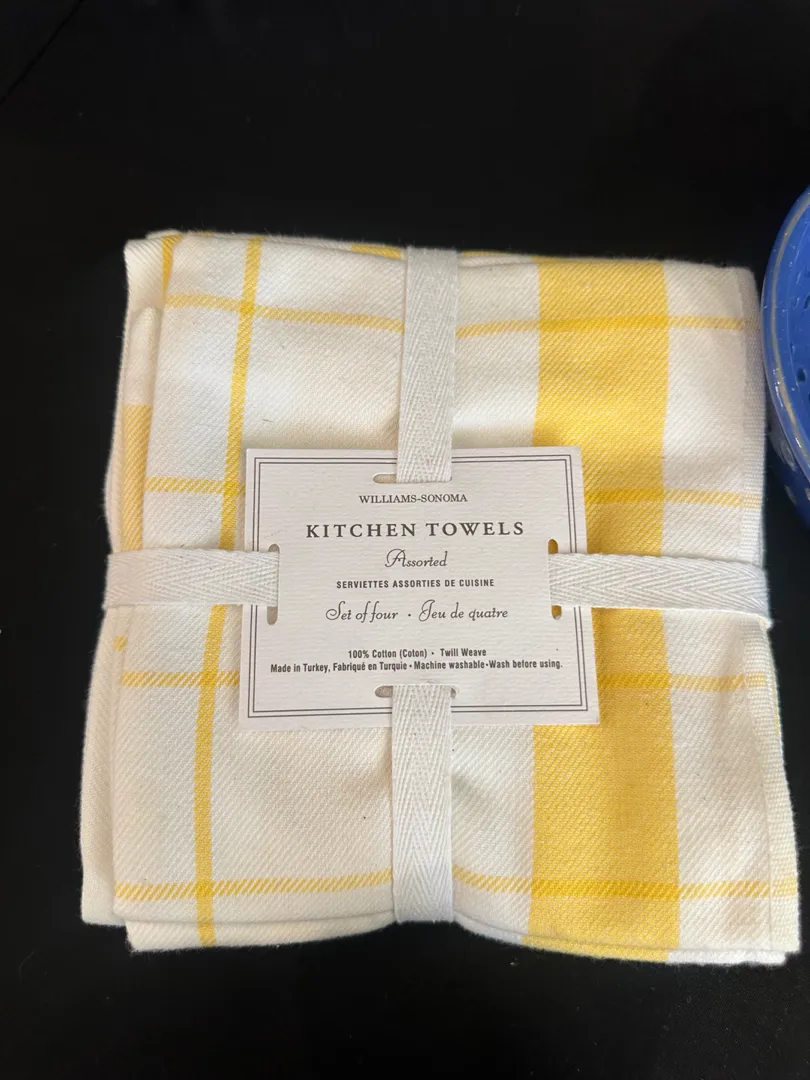 WILLIAMS-SONOMA
KITCHEN TOWELS
Assorted
SERVIETTES ASSORTIES DE CUISINE
Set of four · Jeu de quatre
100% Cotton (Coton) • Twill Weave
Made in Turkey, Fabriqué en Turquie • Machine washable • Wash before using.